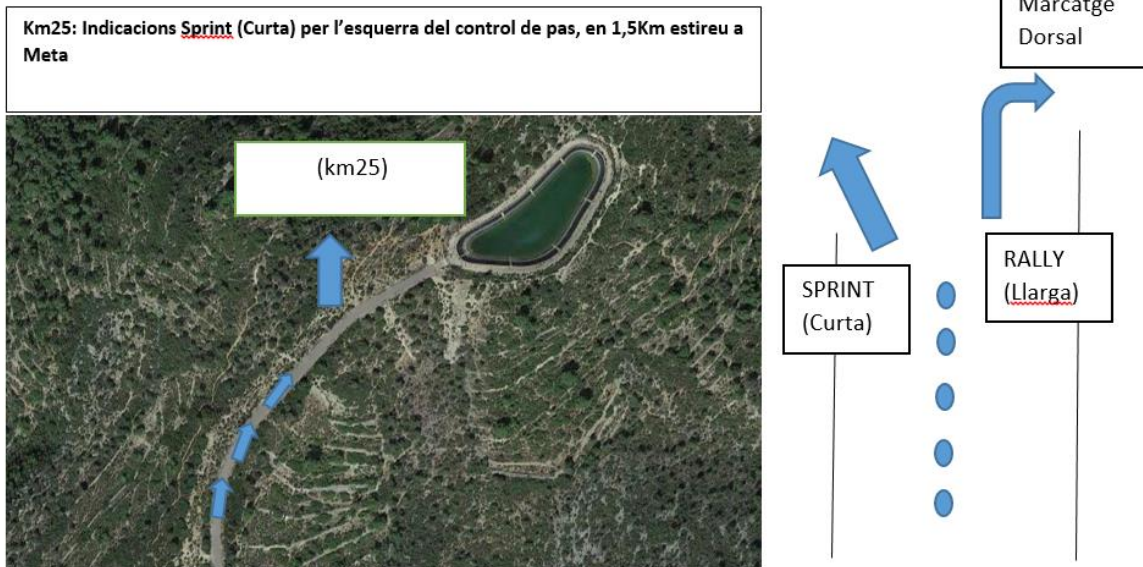 Km25: Indicacions Sprint (Curta) per l’esquerra del control de pas, en 1,5Km estireu a
Meta
(km25)
Marcatge
Dorsal
SPRINT
(Curta)
RALLY
(Llarga)